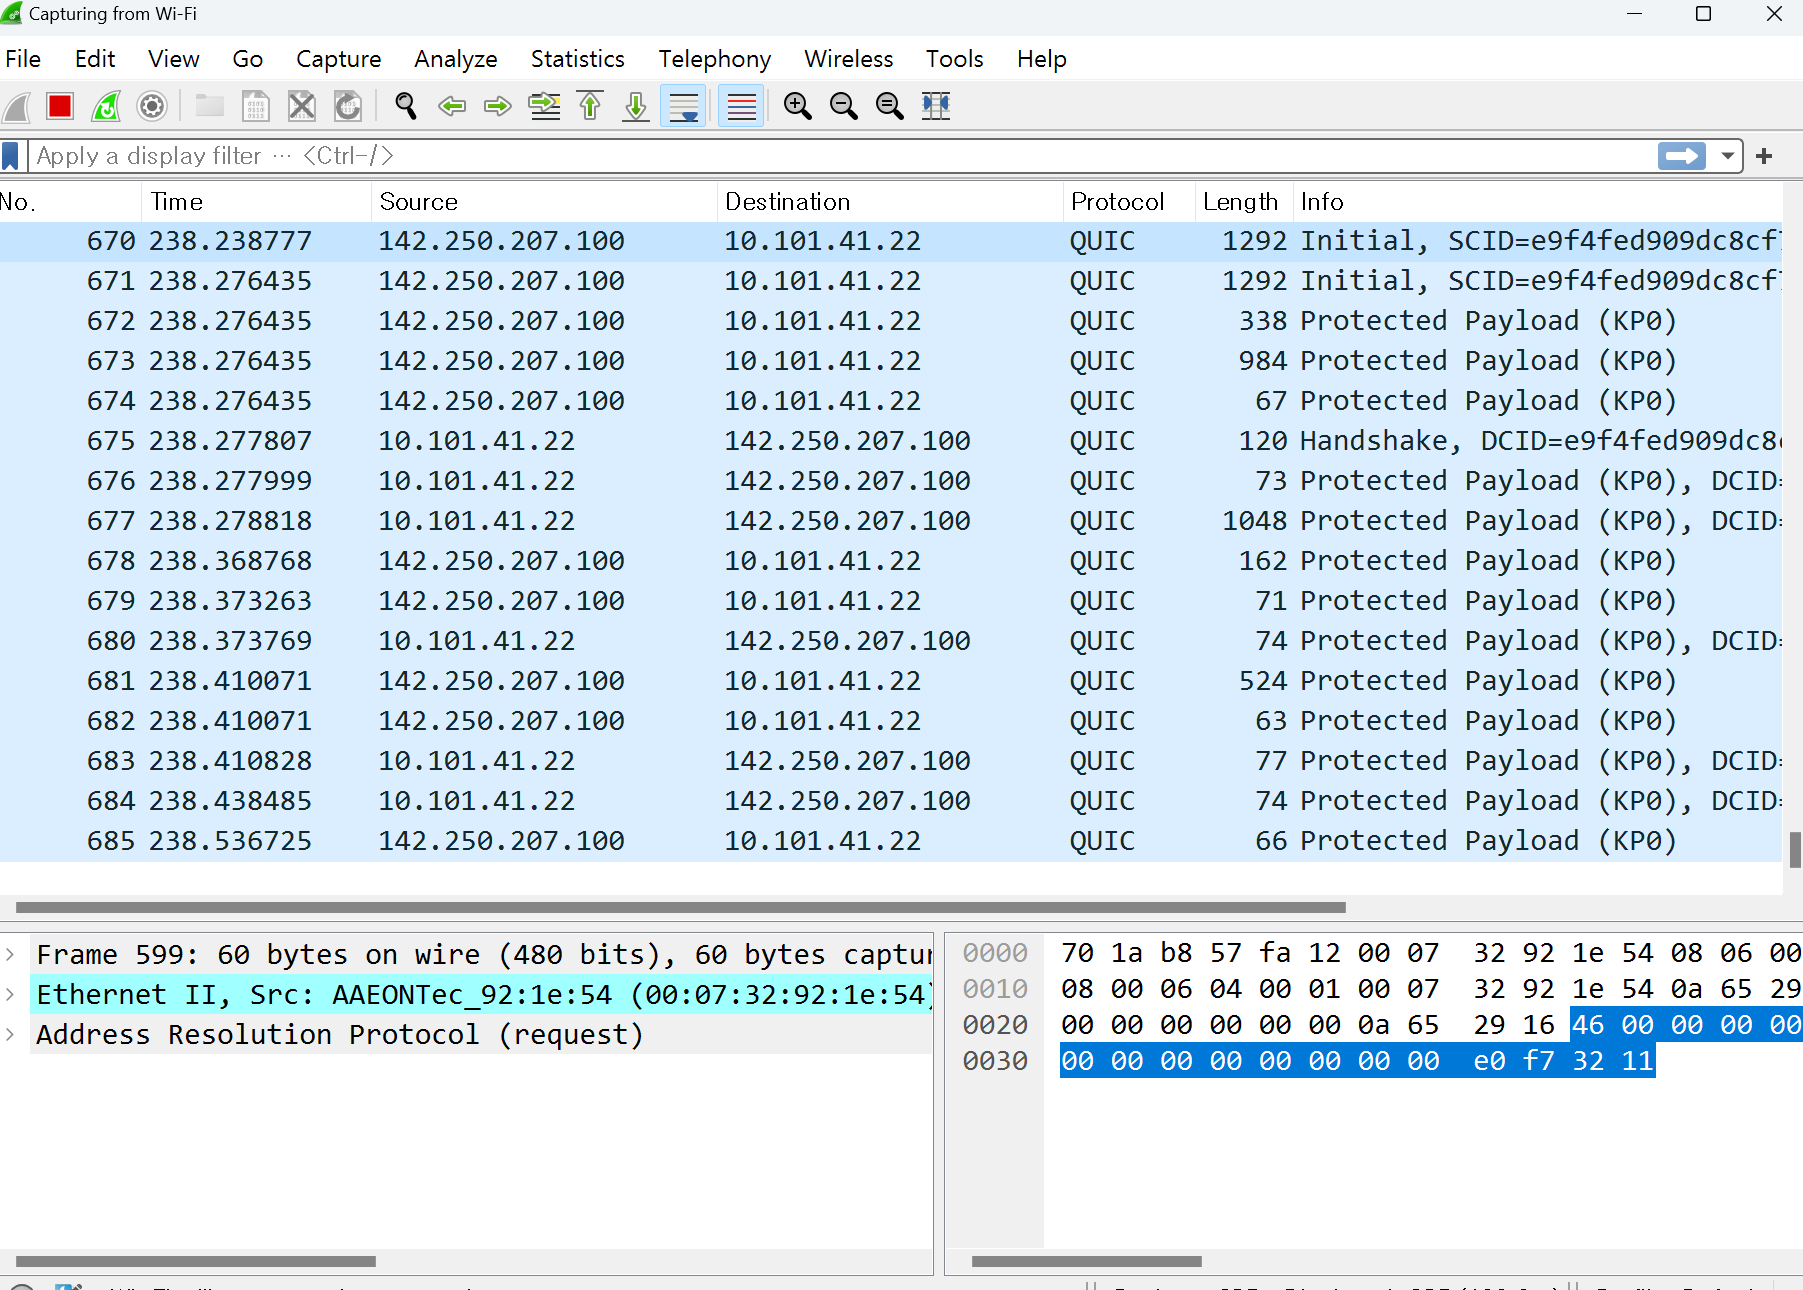 Capturing from Wi-Fi
File Edit View Go Capture Analyze Statistics Telephony Wireless Tools Help
Apply a display filter ... <Ctrl-/>
No. Time Source Destination Protocol Length Info
670 238.238777 142.250.207.100 10.101.41.22 QUIC 1292 Initial, SCID=e9f4fed909dc8cf
671 238.276435 142.250.207.100 10.101.41.22 QUIC 1292 Initial, SCID=e9f4fed909dc8cf
672 238.276435 142.250.207.100 10.101.41.22 QUIC 338 Protected Payload (KP0)
673 238.276435 142.250.207.100 10.101.41.22 QUIC 984 Protected Payload (KP0)
674 238.276435 142.250.207.100 10.101.41.22 QUIC 67 Protected Payload (KP0)
675 238.277807 10.101.41.22 142.250.207.100 QUIC 120 Handshake, DCID=e9f4fed909dc8
676 238.277999 10.101.41.22 142.250.207.100 QUIC 73 Protected Payload (KP0), DCID=
677 238.278818 10.101.41.22 142.250.207.100 QUIC 1048 Protected Payload (KP0), DCID=
678 238.368768 142.250.207.100 10.101.41.22 QUIC 162 Protected Payload (KP0)
679 238.373263 142.250.207.100 10.101.41.22 QUIC 71 Protected Payload (KP0)
680 238.373769 10.101.41.22 142.250.207.100 QUIC 74 Protected Payload (KP0), DCID=
681 238.410071 142.250.207.100 10.101.41.22 QUIC 524 Protected Payload (KP0)
682 238.410071 142.250.207.100 10.101.41.22 QUIC 63 Protected Payload (KP0)
683 238.410828 10.101.41.22 142.250.207.100 QUIC 77 Protected Payload (KP0), DCID=
684 238.438485 10.101.41.22 142.250.207.100 QUIC 74 Protected Payload (KP0), DCID=
685 238.536725 142.250.207.100 10.101.41.22 QUIC 66 Protected Payload (KP0)
Frame 599: 60 bytes on wire (480 bits), 60 bytes captur
Ethernet II, Src: AAEONTec_92:1e:54 (00:07:32:92:1e:54)
Address Resolution Protocol (request)
0000 70 1a b8 57 fa 12 00 07 32 92 1e 54 08 06 00
0010 08 00 06 04 00 01 00 07 32 92 1e 54 0a 65 29
0020 00 00 00 00 00 00 0a 65 29 16 46 00 00 00 00
0030 00 00 00 00 00 00 00 00 e0 f7 32 11